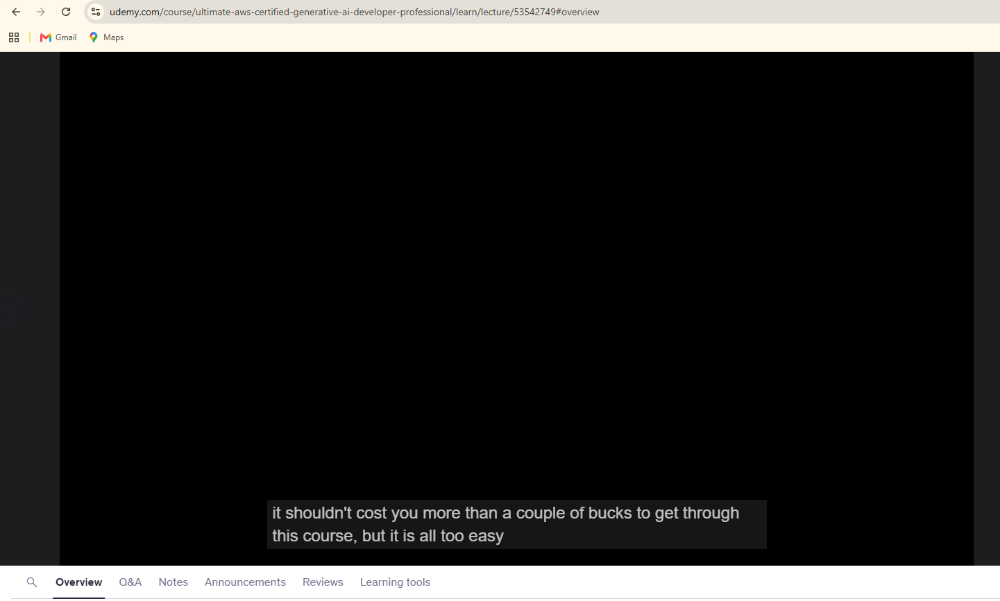 udemy.com/course/ultimate-aws-certified-generative-ai-developer-professional/learn/lecture/53542749#overview
Gmail Maps
it shouldn't cost you more than a couple of bucks to get through
this course, but it is all too easy
Overview Q&A Notes Announcements Reviews Learning tools